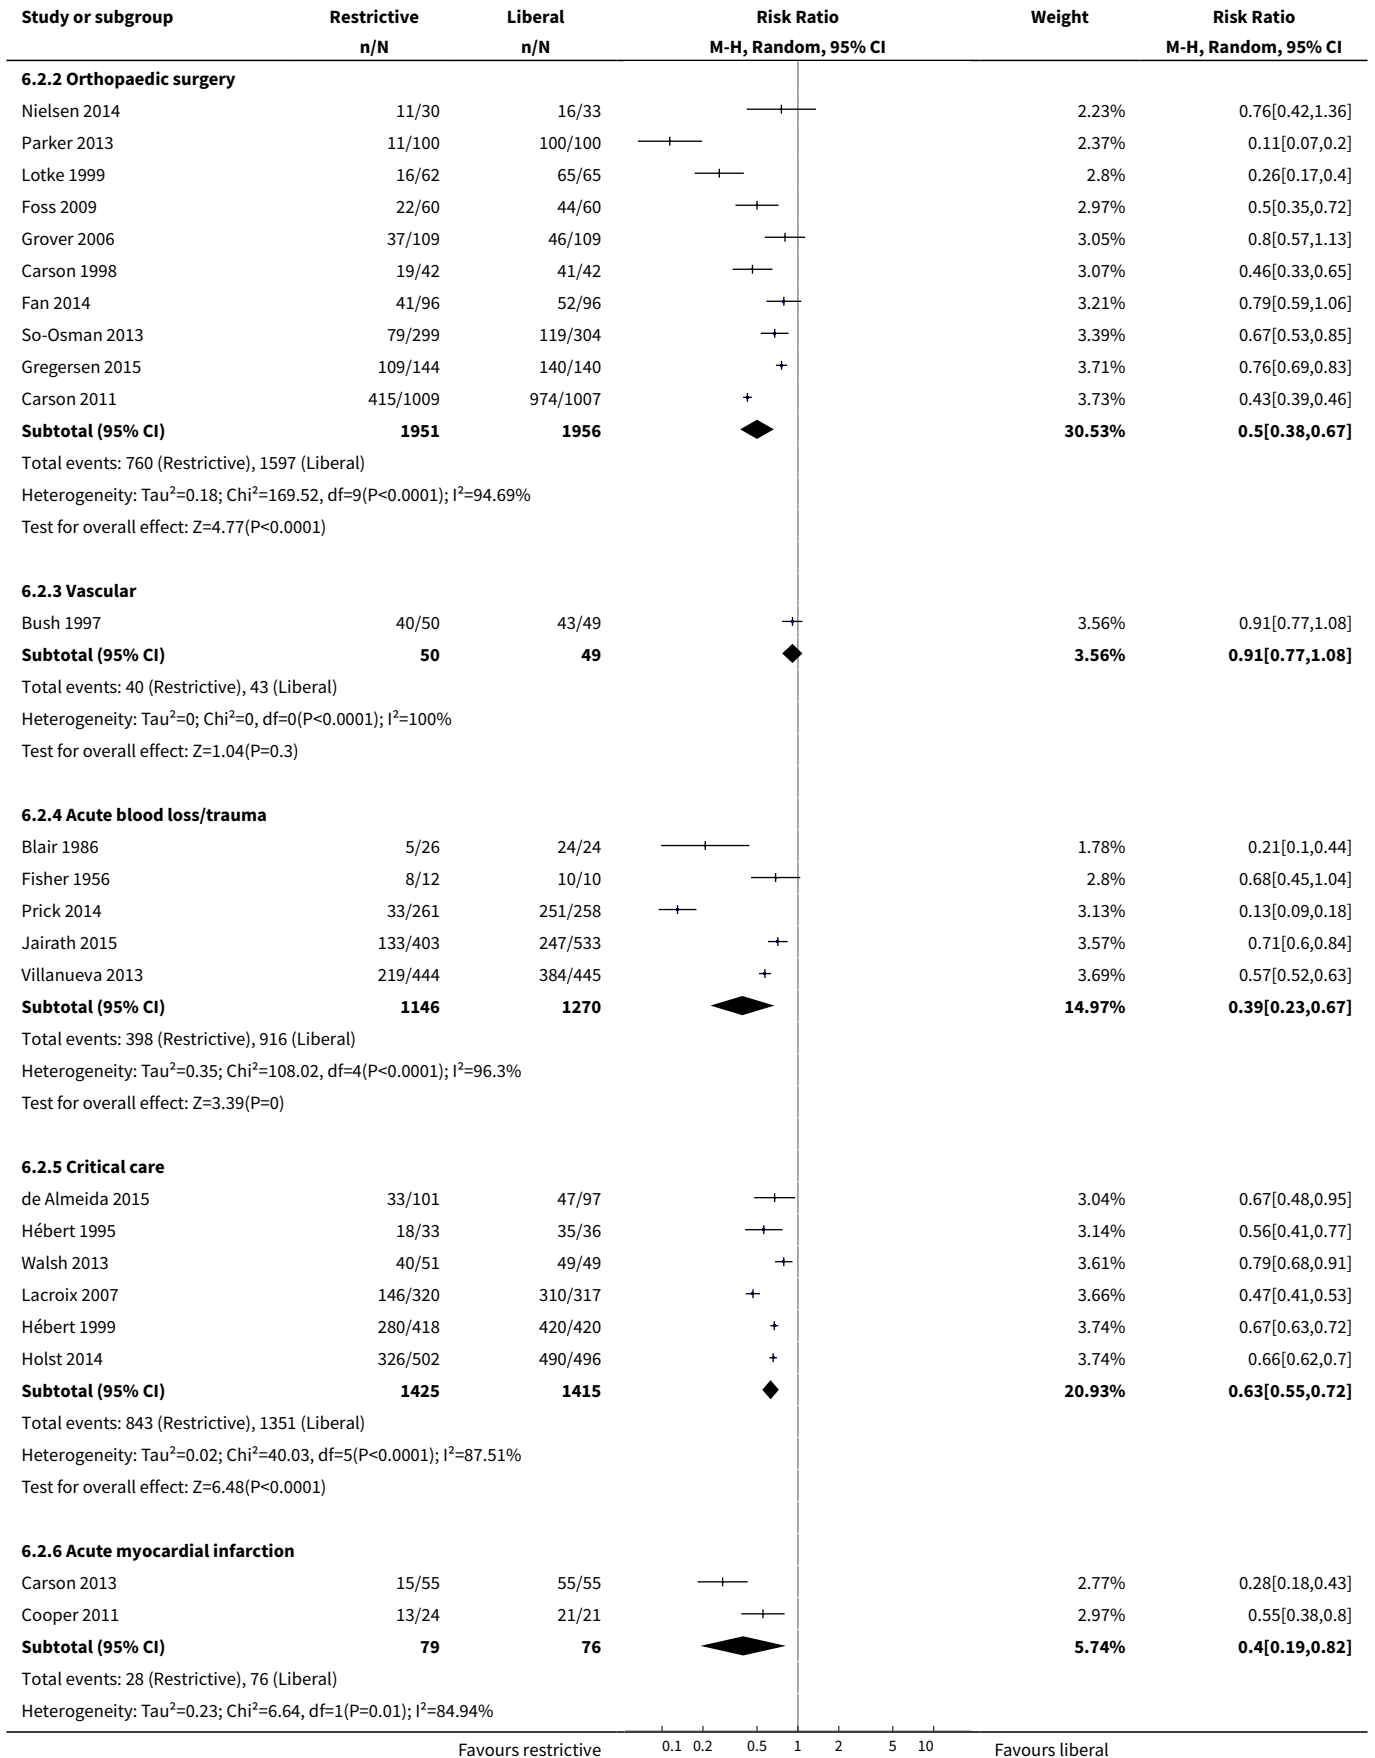 Study or subgroup Restrictive Liberal Risk Ratio Weight Risk Ratio
n/N n/N M-H, Random, 95% CI M-H, Random, 95% CI
6.2.2 Orthopaedic surgery
Nielsen 2014 11/30 16/33 2.23% 0.76[0.42,1.36]
Parker 2013 11/100 100/100 2.37% 0.11[0.07,0.2]
Lotke 1999 16/62 65/65 2.8% 0.26[0.17,0.4]
Foss 2009 22/60 44/60 2.97% 0.5[0.35,0.72]
Grover 2006 37/109 46/109 3.05% 0.8[0.57,1.13]
Carson 1998 19/42 41/42 3.07% 0.46[0.33,0.65]
Fan 2014 41/96 52/96 3.21% 0.79[0.59,1.06]
So-Osman 2013 79/299 119/304 3.39% 0.67[0.53,0.85]
Gregersen 2015 109/144 140/140 3.71% 0.76[0.69,0.83]
Carson 2011 415/1009 974/1007 3.73% 0.43[0.39,0.46]
Subtotal (95% CI) 1951 1956 30.53% 0.5[0.38,0.67]
Total events: 760 (Restrictive), 1597 (Liberal)
Heterogeneity: Tau²=0.18; Chi²=169.52, df=9(P<0.0001); I²=94.69%
Test for overall effect: Z=4.77(P<0.0001)
6.2.3 Vascular
Bush 1997 40/50 43/49 3.56% 0.91[0.77,1.08]
Subtotal (95% CI) 50 49 3.56% 0.91[0.77,1.08]
Total events: 40 (Restrictive), 43 (Liberal)
Heterogeneity: Tau²=0; Chi²=0, df=0(P<0.0001); I²=100%
Test for overall effect: Z=1.04(P=0.3)
6.2.4 Acute blood loss/trauma
Blair 1986 5/26 24/24 1.78% 0.21[0.1,0.44]
Fisher 1956 8/12 10/10 2.8% 0.68[0.45,1.04]
Prick 2014 33/261 251/258 3.13% 0.13[0.09,0.18]
Jairath 2015 133/403 247/533 3.57% 0.71[0.6,0.84]
Villanueva 2013 219/444 384/445 3.69% 0.57[0.52,0.63]
Subtotal (95% CI) 1146 1270 14.97% 0.39[0.23,0.67]
Total events: 398 (Restrictive), 916 (Liberal)
Heterogeneity: Tau²=0.35; Chi²=108.02, df=4(P<0.0001); I²=96.3%
Test for overall effect: Z=3.39(P=0)
6.2.5 Critical care
de Almeida 2015 33/101 47/97 3.04% 0.67[0.48,0.95]
Hébert 1995 18/33 35/36 3.14% 0.56[0.41,0.77]
Walsh 2013 40/51 49/49 3.61% 0.79[0.68,0.91]
Lacroix 2007 146/320 310/317 3.66% 0.47[0.41,0.53]
Hébert 1999 280/418 420/420 3.74% 0.67[0.63,0.72]
Holst 2014 326/502 490/496 3.74% 0.66[0.62,0.7]
Subtotal (95% CI) 1425 1415 20.93% 0.63[0.55,0.72]
Total events: 843 (Restrictive), 1351 (Liberal)
Heterogeneity: Tau²=0.02; Chi²=40.03, df=5(P<0.0001); I²=87.51%
Test for overall effect: Z=6.48(P<0.0001)
6.2.6 Acute myocardial infarction
Carson 2013 15/55 55/55 2.77% 0.28[0.18,0.43]
Cooper 2011 13/24 21/21 2.97% 0.55[0.38,0.8]
Subtotal (95% CI) 79 76 5.74% 0.4[0.19,0.82]
Total events: 28 (Restrictive), 76 (Liberal)
Heterogeneity: Tau²=0.23; Chi²=6.64, df=1(P=0.01); I²=84.94%
Favours restrictive 0.1 0.2 0.5 1 2 5 10 Favours liberal